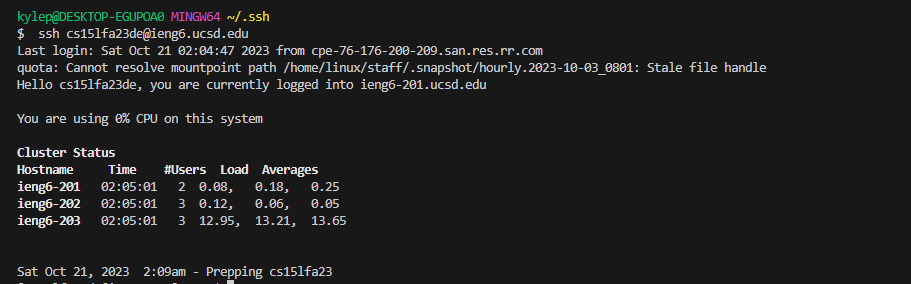 kylep@DESKTOP-EGUPOA0 MINGW64 ~/.ssh
$ ssh cs15lfa23de@ieng6.ucsd.edu
Last login: Sat Oct 21 02:04:47 2023 from cpe-76-176-200-209.san.res.rr.com
quota: Cannot resolve mountpoint path /home/linux/staff/.snapshot/hourly.2023-10-03_0801: Stale file handle
Hello cs15lfa23de, you are currently logged into ieng6-201.ucsd.edu
You are using 0% CPU on this system
Cluster Status
Hostname Time #Users Load Averages
ieng6-201 02:05:01 2 0.08, 0.18, 0.25
ieng6-202 02:05:01 3 0.12, 0.06, 0.05
ieng6-203 02:05:01 3 12.95, 13.21, 13.65
Sat Oct 21, 2023 2:09am - Prepping cs15lfa23